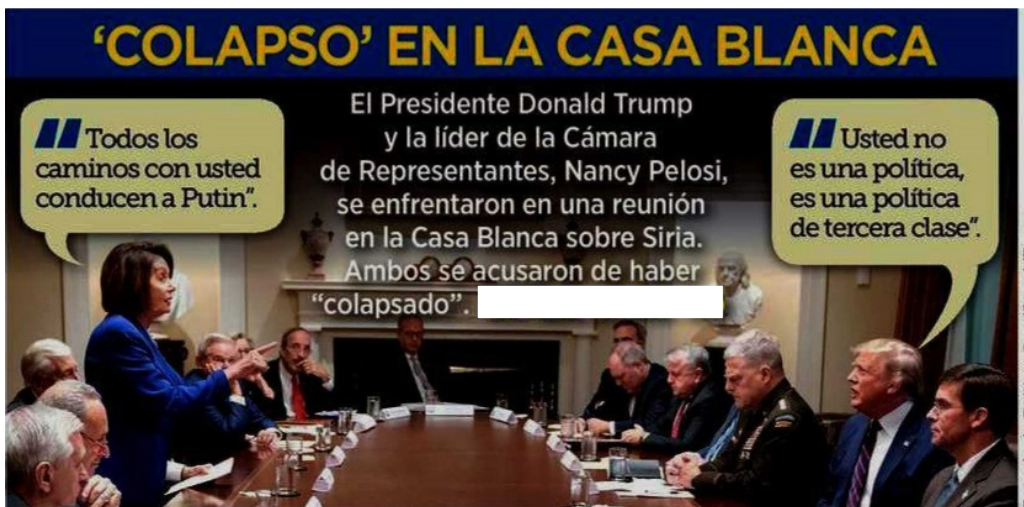 ‘COLAPSO’ EN LA CASA BLANCA
"Todos los
caminos con usted
conducen a Putin”.
El Presidente Donald Trump
y la líder de la Cámara
de Representantes, Nancy Pelosi,
se enfrentaron en una reunión
en la Casa Blanca sobre Siria.
Ambos se acusaron de haber
“colapsado”.
"Usted no
es una política,
es una política
de tercera clase”.